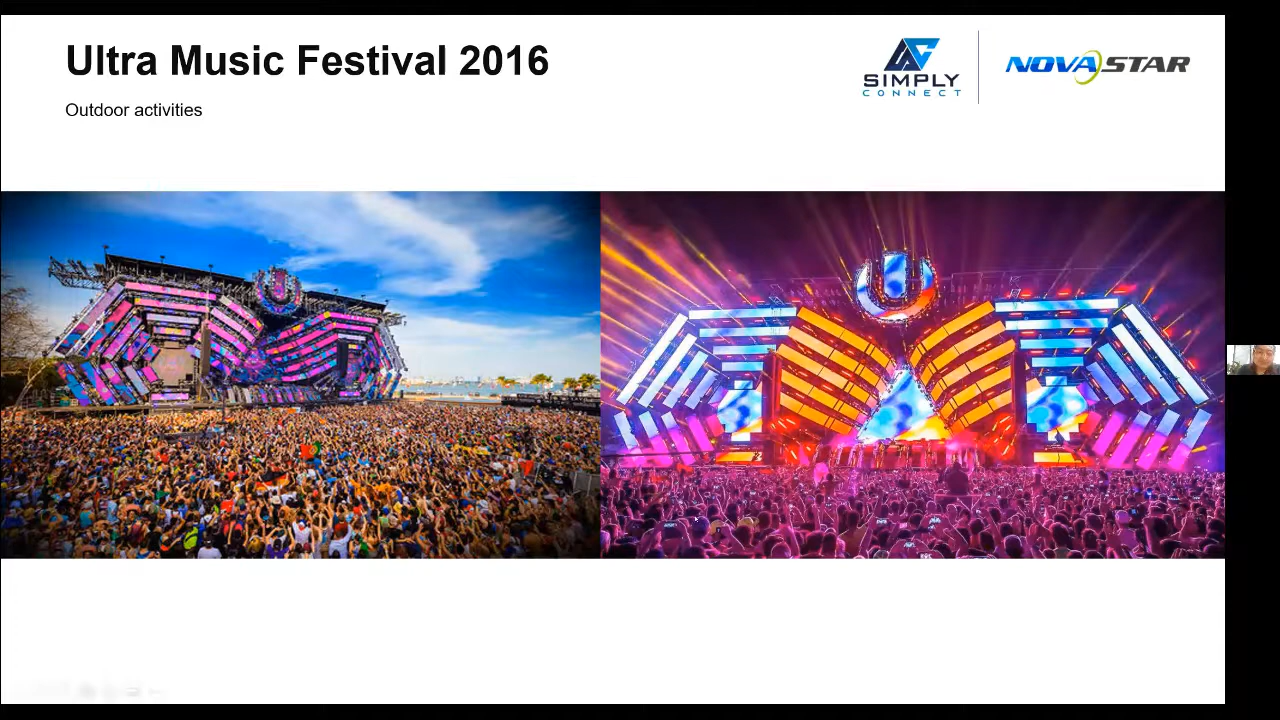 Ultra Music Festival 2016
Outdoor activities
SIMPLY
CONNECT
NOVASTAR
U